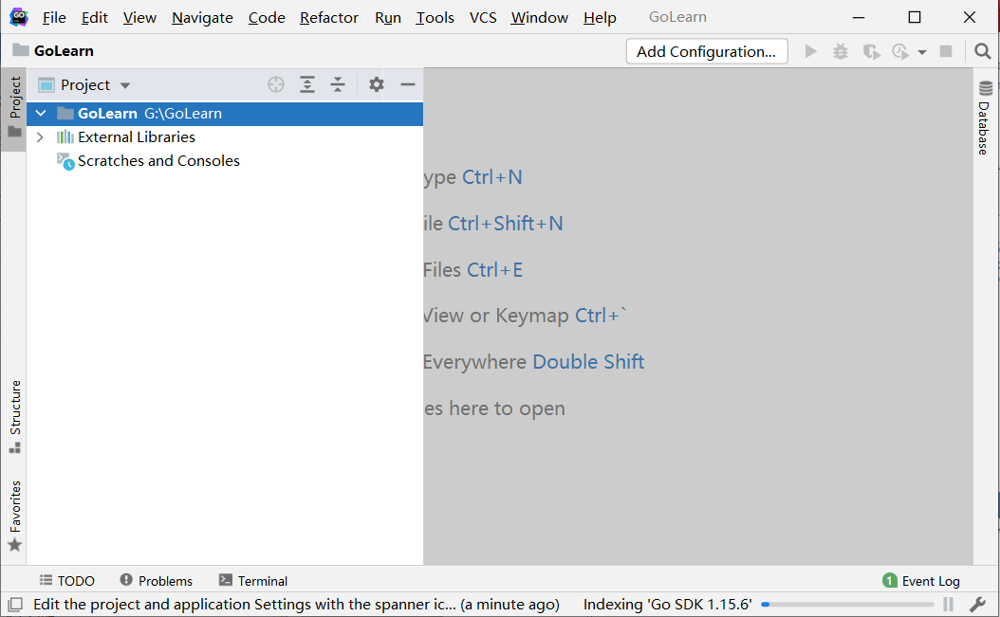 GO
File Edit View Navigate Code Refactor Run Tools VCS Window Help GoLearn
GoLearn
Add Configuration...
Project
Project
GoLearn G:\GoLearn
External Libraries
Scratches and Consoles
Database
ype Ctrl+N
ile Ctrl+Shift+N
Files Ctrl+E
View or Keymap Ctrl+`
Everywhere Double Shift
es here to open
Structure
Favorites
TODO Problems Terminal
1 Event Log
Edit the project and application Settings with the spanner ic... (a minute ago) Indexing 'Go SDK 1.15.6'